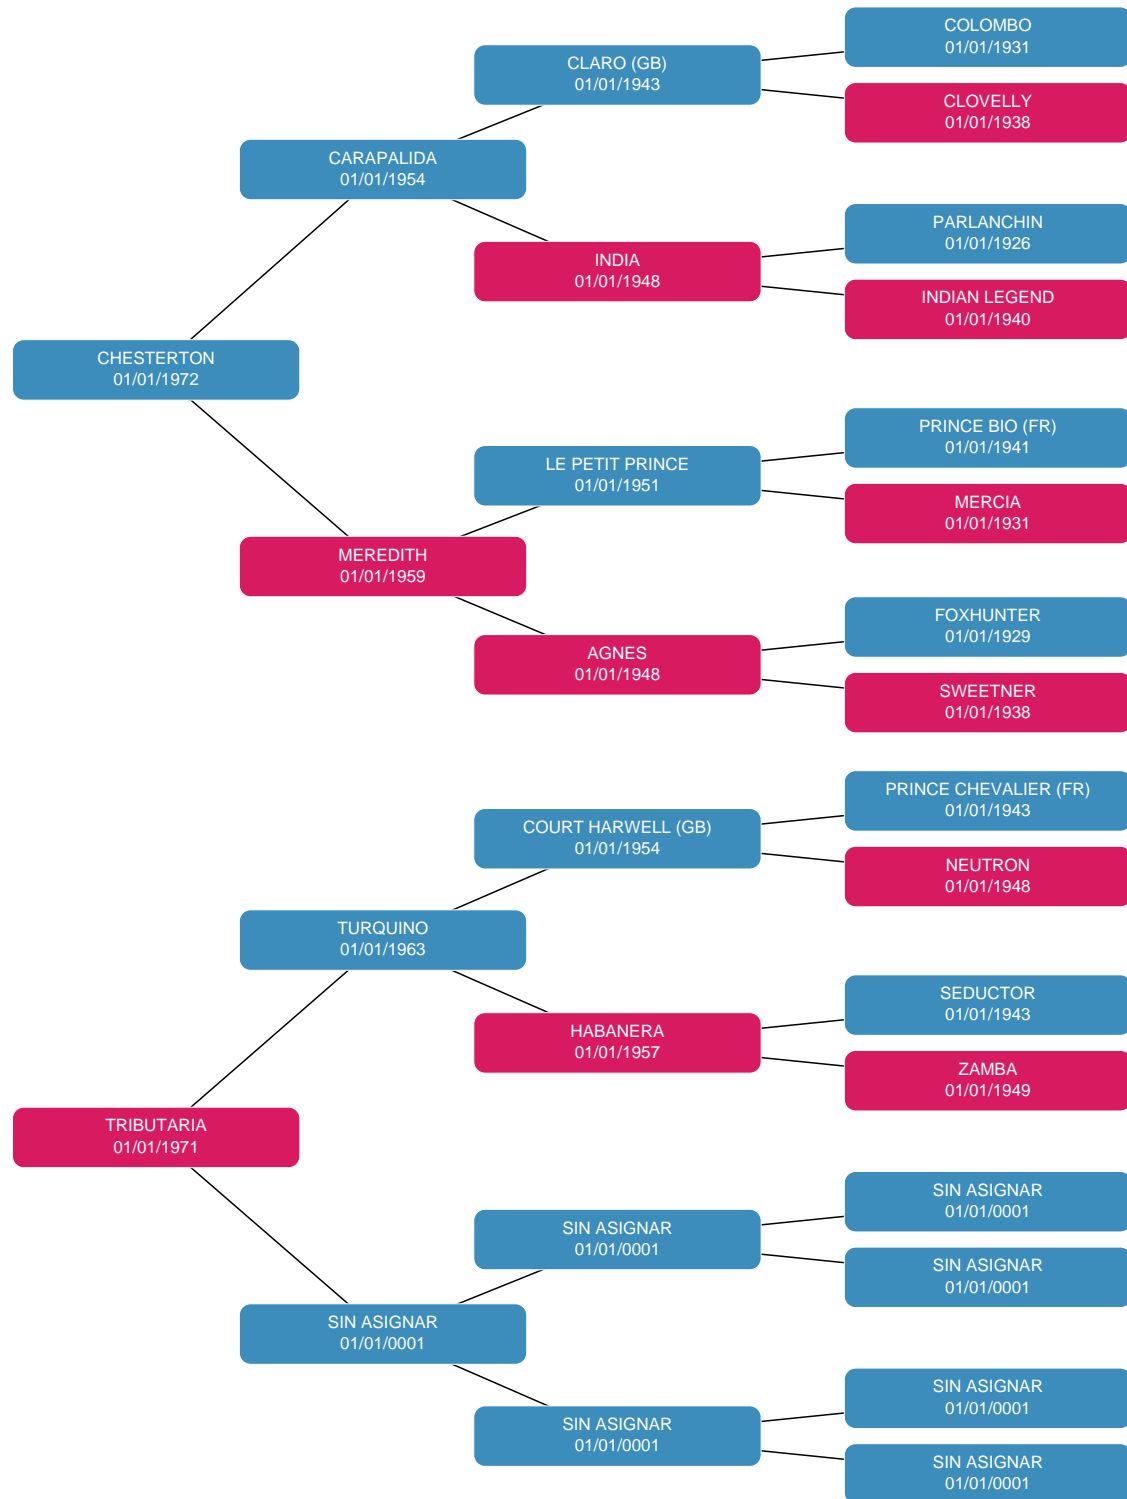 COLOMBO
01/01/1931
CLARO (GB)
01/01/1943
CLOVELLY
01/01/1938
CARAPALIDA
01/01/1954
PARLANCHIN
01/01/1926
INDIA
01/01/1948
INDIAN LEGEND
01/01/1940
CHESTERTON
01/01/1972
PRINCE BIO (FR)
01/01/1941
LE PETIT PRINCE
01/01/1951
MERCIA
01/01/1931
MEREDITH
01/01/1959
FOXHUNTER
01/01/1929
AGNES
01/01/1948
SWEETNER
01/01/1938
PRINCE CHEVALIER (FR)
01/01/1943
COURT HARWELL (GB)
01/01/1954
NEUTRON
01/01/1948
TURQUINO
01/01/1963
SEDUCTOR
01/01/1943
HABANERA
01/01/1957
ZAMBA
01/01/1949
TRIBUTARIA
01/01/1971
SIN ASIGNAR
01/01/0001
SIN ASIGNAR
01/01/0001
SIN ASIGNAR
01/01/0001
SIN ASIGNAR
01/01/0001
SIN ASIGNAR
01/01/0001
SIN ASIGNAR
01/01/0001
SIN ASIGNAR
01/01/0001